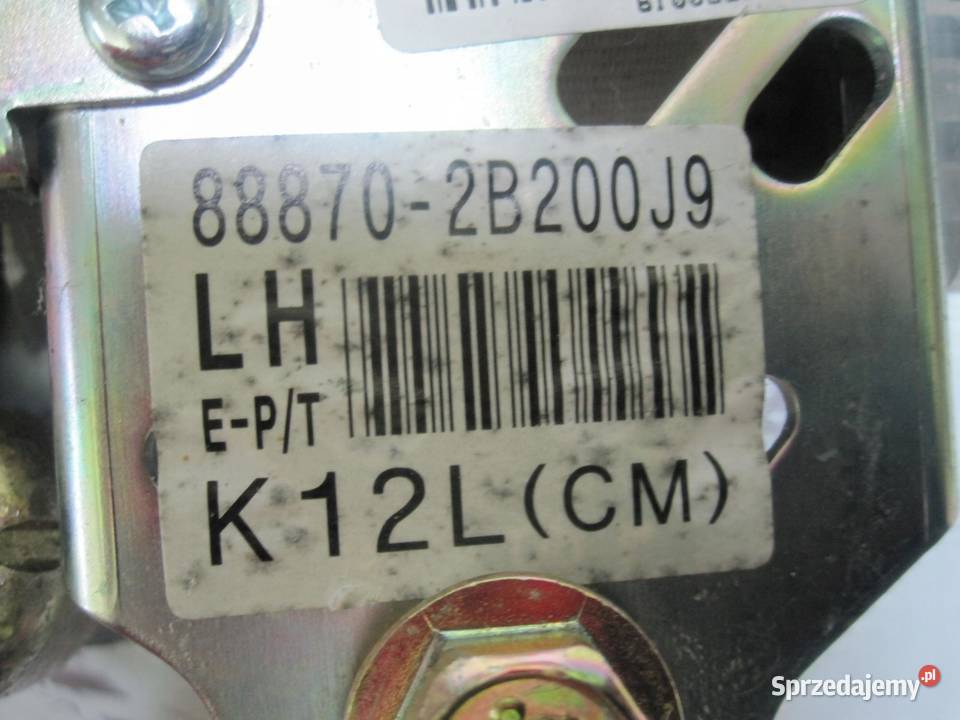 88870-2B200J9
LH
E-P/T
K12L(CM)
Sprzedajemy.pl